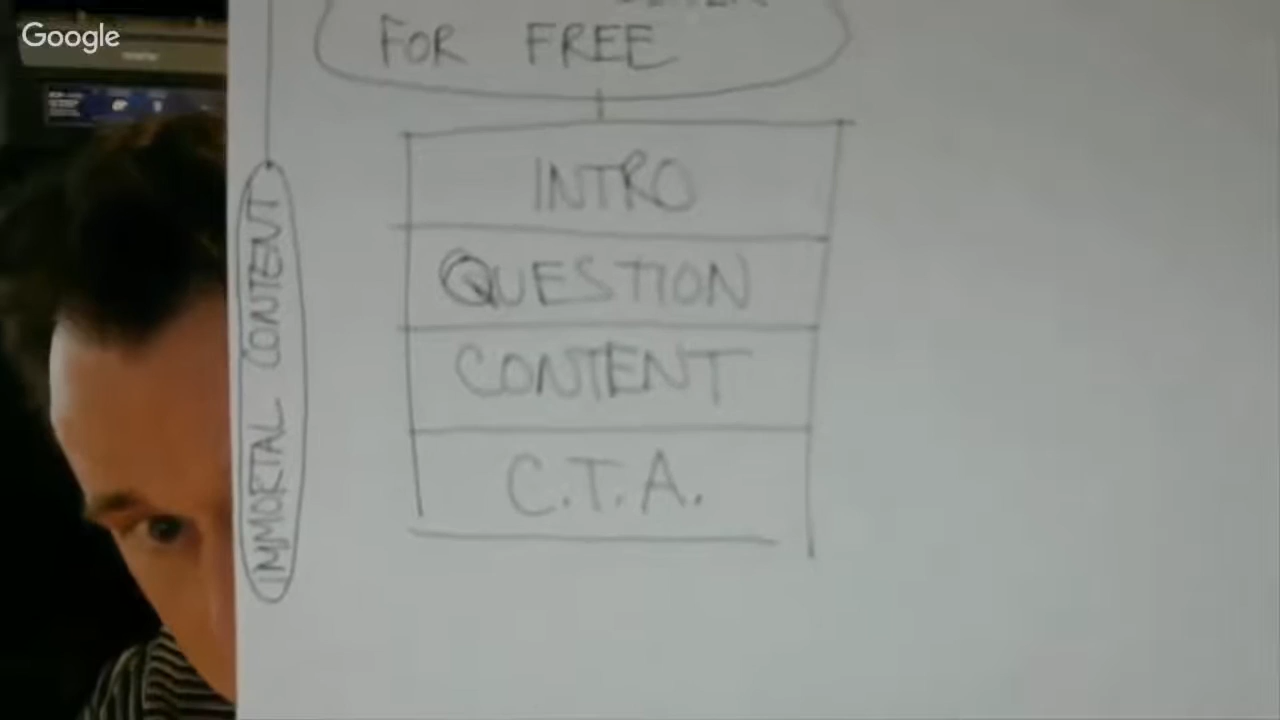 Google
FOR FREE
INTRO
QUESTION
CONTENT
C.T.A.
IMMORTAL CONTENT